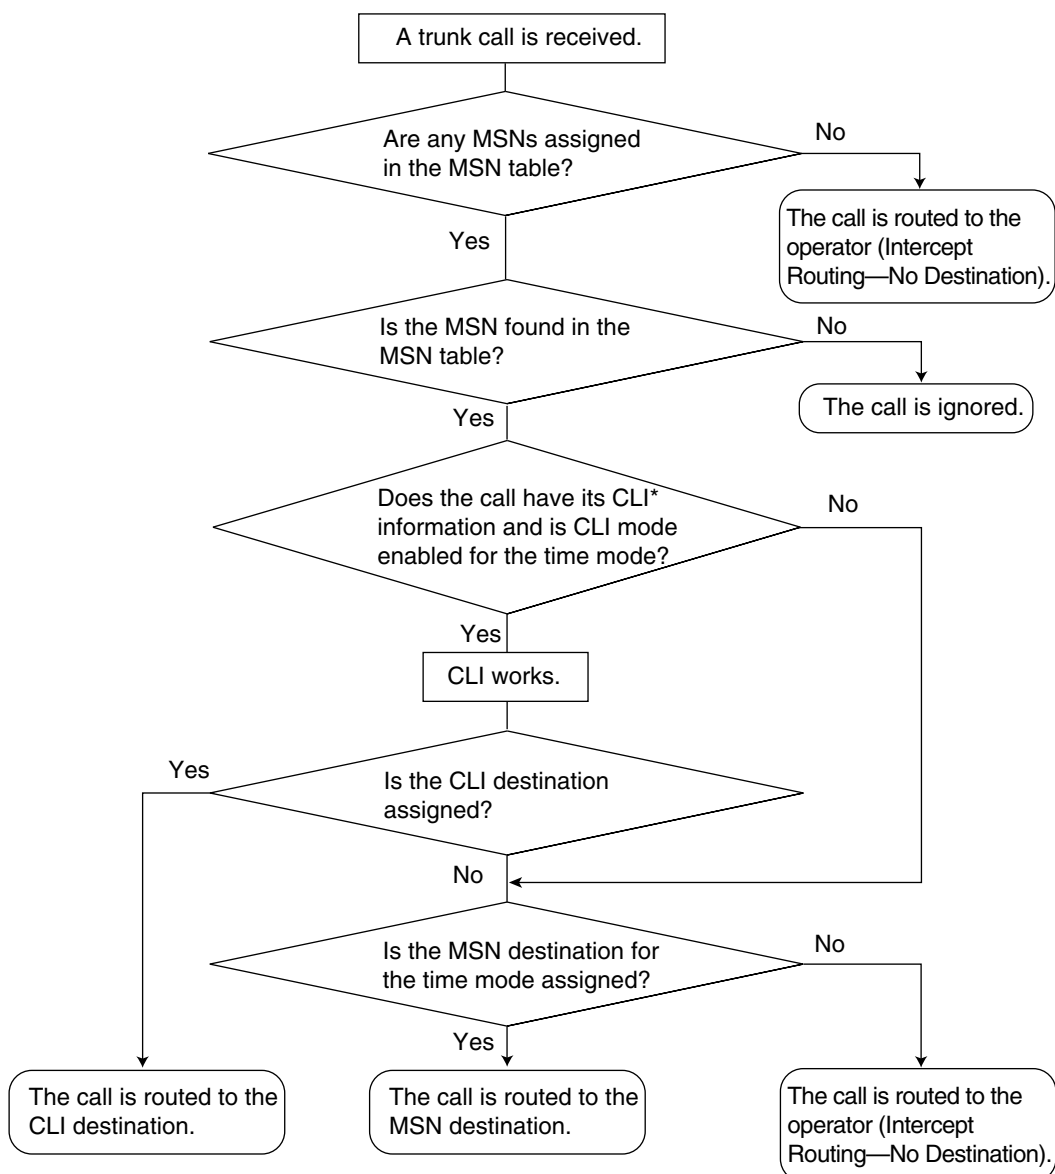 A trunk call is received.
Are any MSNs assigned
in the MSN table?
No
Yes
The call is routed to the
operator (Intercept
Routing—No Destination).
Is the MSN found in the
MSN table?
No
Yes
The call is ignored.
Does the call have its CLI*
information and is CLI mode
enabled for the time mode?
No
Yes
CLI works.
Yes
Is the CLI destination
assigned?
No
Is the MSN destination for
the time mode assigned?
No
Yes
The call is routed to the
CLI destination.
The call is routed to the
MSN destination.
The call is routed to the
operator (Intercept
Routing—No Destination).